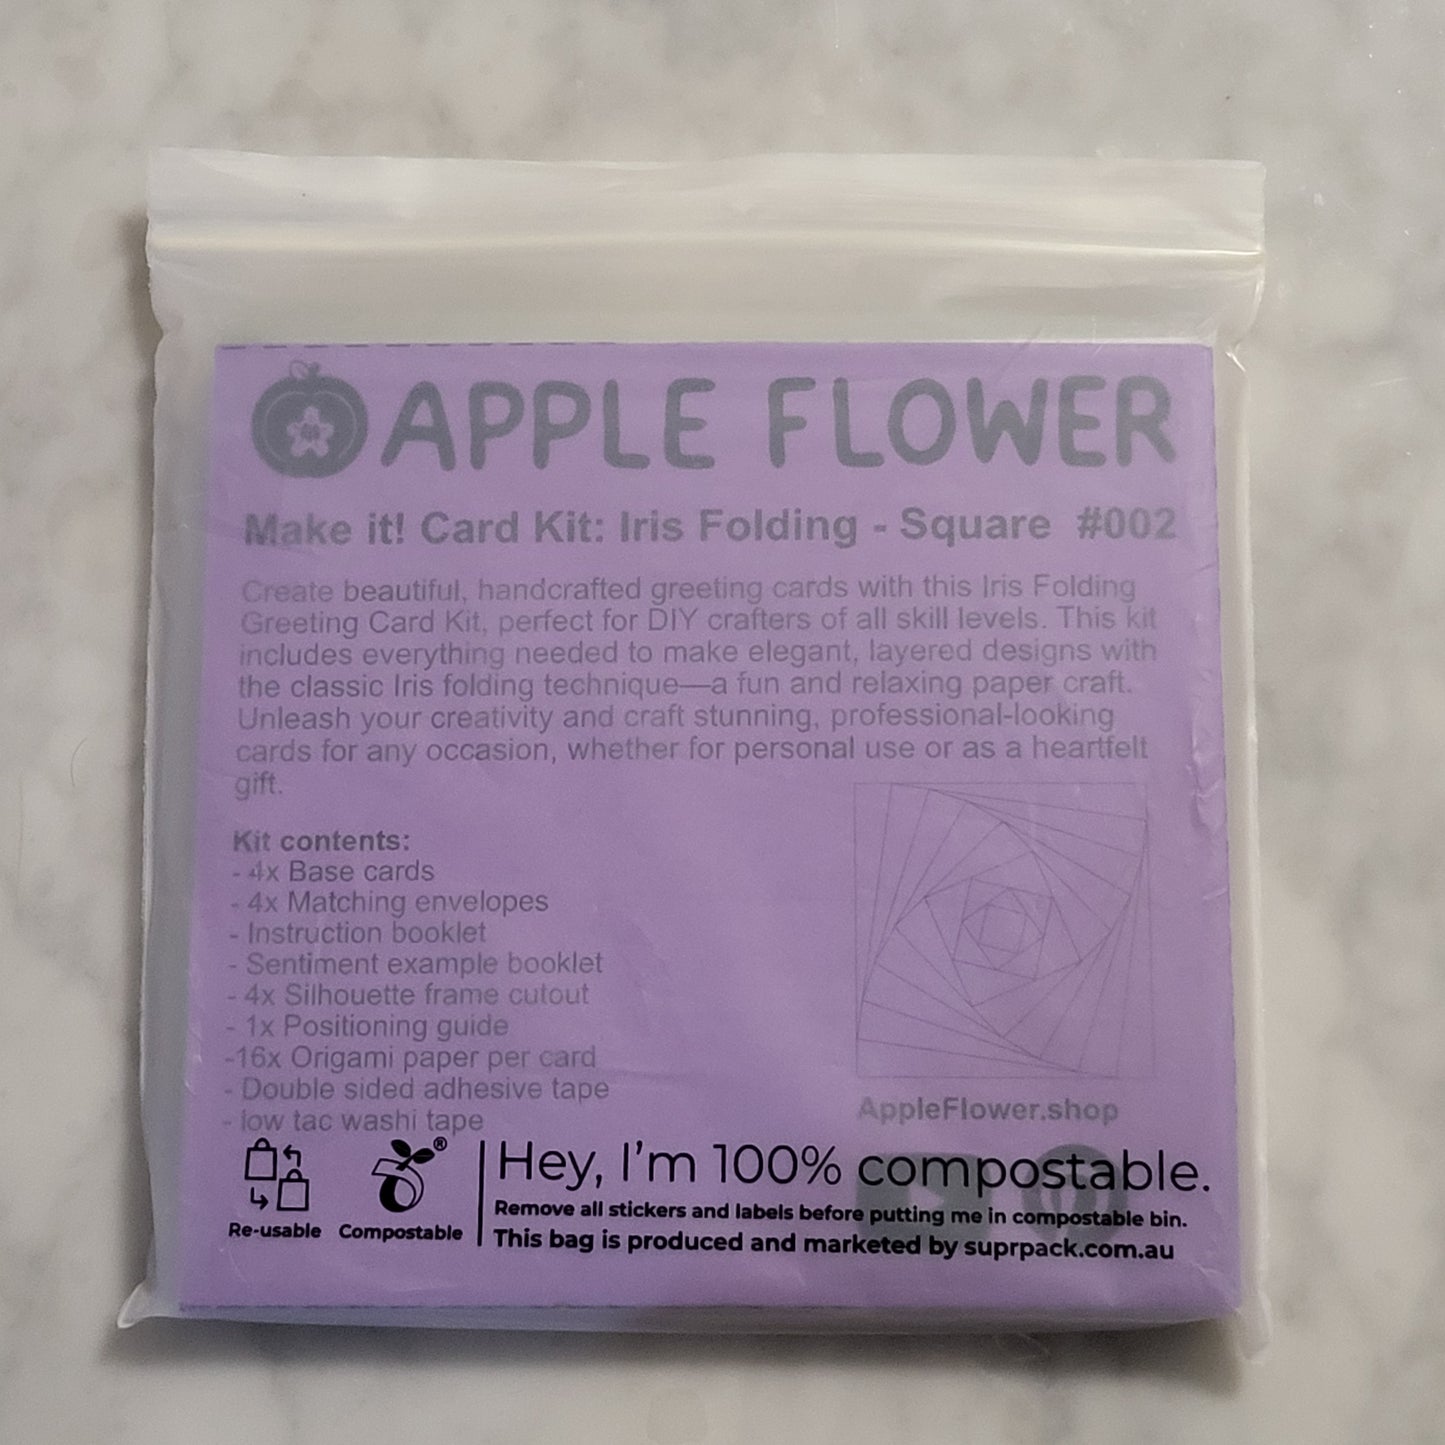 APPLE FLOWER
Make it! Card Kit: Iris Folding - Square #002
Create beautiful, handcrafted greeting cards with this Iris Folding
Greeting Card Kit, perfect for DIY crafters of all skill levels. This kit
includes everything needed to make elegant, layered designs with
the classic Iris folding technique—a fun and relaxing paper craft.
Unleash your creativity and craft stunning, professional-looking
cards for any occasion, whether for personal use or as a heartfelt
gift.
Kit contents:
- 4x Base cards
- 4x Matching envelopes
- Instruction booklet
- Sentiment example booklet
- 4x Silhouette frame cutout
- 1x Positioning guide
-16x Origami paper per card
- Double sided adhesive tape
- low tac washi tape
AppleFlower.shop
Re-usable
®
Compostable
Hey, I'm 100% compostable.
Remove all stickers and labels before putting me in compostable bin.
This bag is produced and marketed by suprpack.com.au